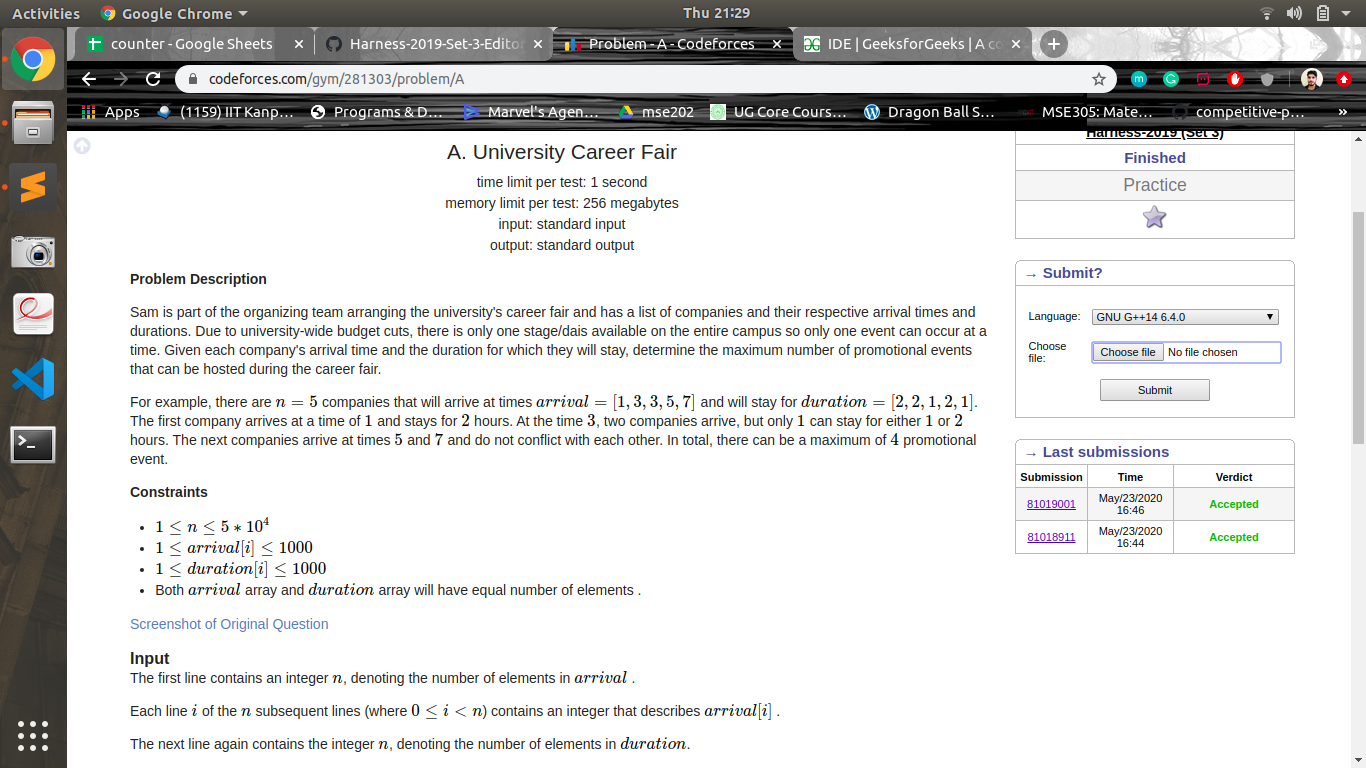 Activities Google Chrome Thu 21:29
counter - Google Sheets Harness-2019-Set-3-Editor Problem - A - Codeforces IDE | GeeksforGeeks | A co
codeforces.com/gym/281303/problem/A
Apps (1159) IIT Kanp... Programs & D... Marvel's Agen... mse202 UG Core Cours... Dragon Ball S... MSE305: Mate... competitive-p... »
A. University Career Fair
time limit per test: 1 second
memory limit per test: 256 megabytes
input: standard input
output: standard output
Problem Description
Sam is part of the organizing team arranging the university's career fair and has a list of companies and their respective arrival times and
durations. Due to university-wide budget cuts, there is only one stage/dais available on the entire campus so only one event can occur at a
time. Given each company's arrival time and the duration for which they will stay, determine the maximum number of promotional events
that can be hosted during the career fair.
For example, there are n = 5 companies that will arrive at times arrival = [1, 3, 3, 5, 7] and will stay for duration = [2, 2, 1, 2, 1].
The first company arrives at a time of 1 and stays for 2 hours. At the time 3, two companies arrive, but only 1 can stay for either 1 or 2
hours. The next companies arrive at times 5 and 7 and do not conflict with each other. In total, there can be a maximum of 4 promotional
event.
Constraints
• 1 ≤ n ≤ 5 ∗ 10⁴
• 1 ≤ arrival[i] ≤ 1000
• 1 ≤ duration[i] ≤ 1000
• Both arrival array and duration array will have equal number of elements .
Screenshot of Original Question
Input
The first line contains an integer n, denoting the number of elements in arrival .
Each line i of the n subsequent lines (where 0 ≤ i < n) contains an integer that describes arrival[i] .
The next line again contains the integer n, denoting the number of elements in duration.
Harness-2019 (Set 3)
Finished
Practice
→ Submit?
Language: GNU G++14 6.4.0
Choose
file: Choose file No file chosen
Submit
→ Last submissions
Submission Time Verdict
81019001 May/23/2020
16:46 Accepted
81018911 May/23/2020
16:44 Accepted